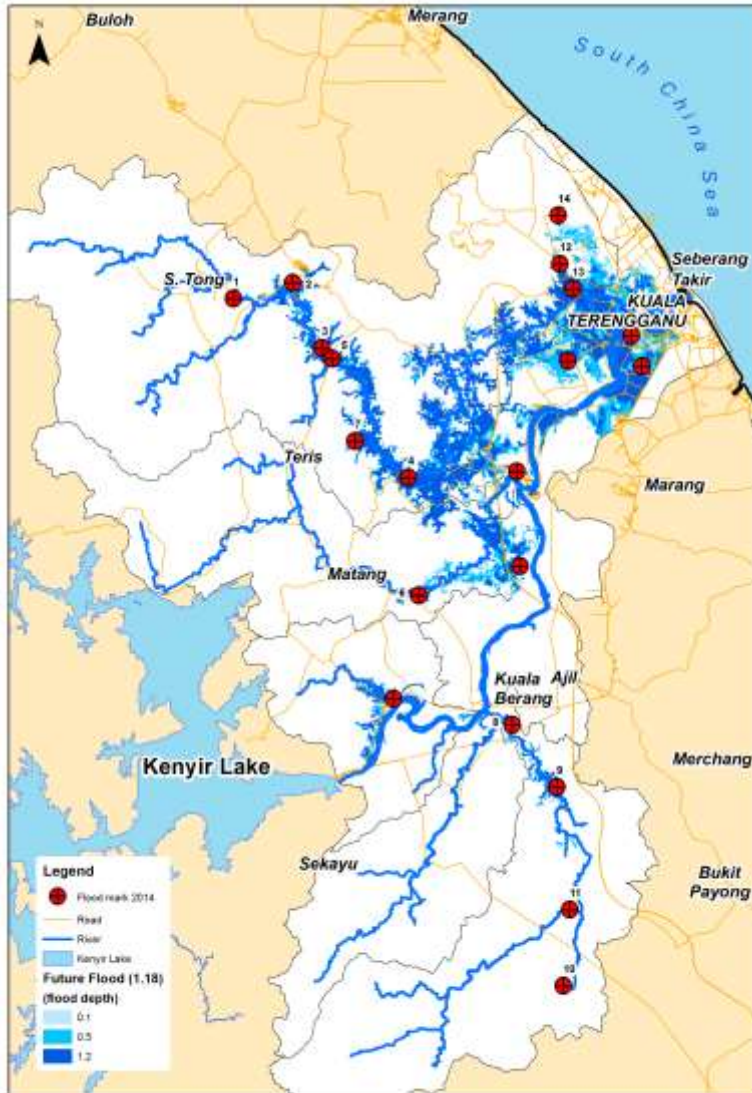 N
Buloh
Merang
South China Sea
14
12
13
Seberang
Takir
KUALA
TERENGGANU
S.-Tong
1
2
3
5
7
4
Teris
Marang
Matang
6
Kuala
Berang
Ajil
8
Kenyir Lake
9
Merchang
Sekayu
Bukit
Payong
11
10
Legend
Flood mark 2014
Road
River
Kenyir Lake
Future Flood (1.18)
(flood depth)
0.1
0.5
1.2